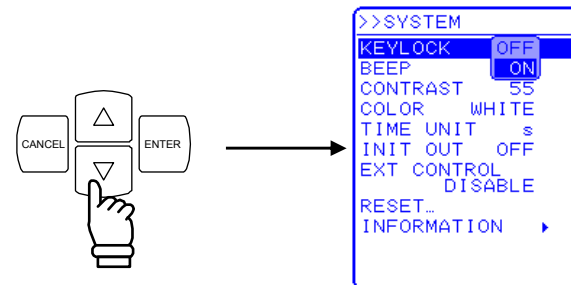 CANCEL
ENTER
>>SYSTEM
KEYLOCK OFF
BEEP ON
CONTRAST 55
COLOR WHITE
TIME UNIT s
INIT OUT OFF
EXT CONTROL
DISABLE
RESET…
INFORMATION